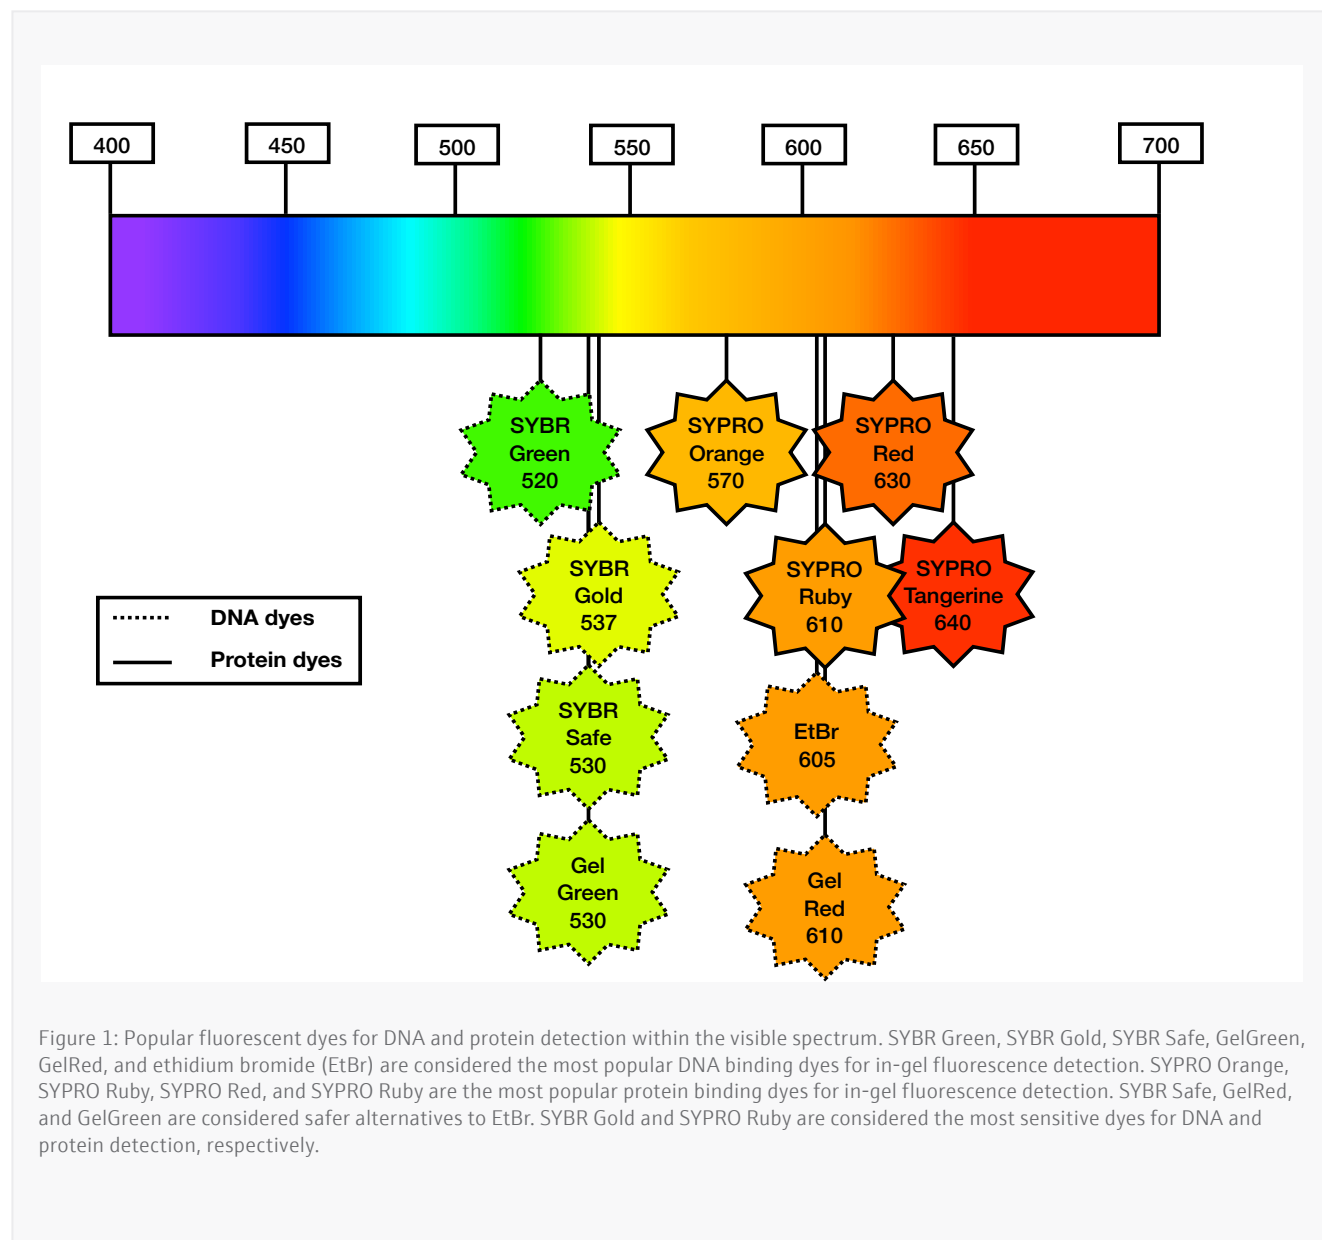 400
450
500
550
600
650
700
SYBR
Green
520
SYPRO
Orange
570
SYPRO
Red
630
SYBR
Gold
537
SYPRO
Ruby
610
SYPRO
Tangerine
640
DNA dyes
Protein dyes
SYBR
Safe
530
EtBr
605
Gel
Green
530
Gel
Red
610
Figure 1: Popular fluorescent dyes for DNA and protein detection within the visible spectrum. SYBR Green, SYBR Gold, SYBR Safe, GelGreen,
GelRed, and ethidium bromide (EtBr) are considered the most popular DNA binding dyes for in-gel fluorescence detection. SYPRO Orange,
SYPRO Ruby, SYPRO Red, and SYPRO Ruby are the most popular protein binding dyes for in-gel fluorescence detection. SYBR Safe, GelRed,
and GelGreen are considered safer alternatives to EtBr. SYBR Gold and SYPRO Ruby are considered the most sensitive dyes for DNA and
protein detection, respectively.